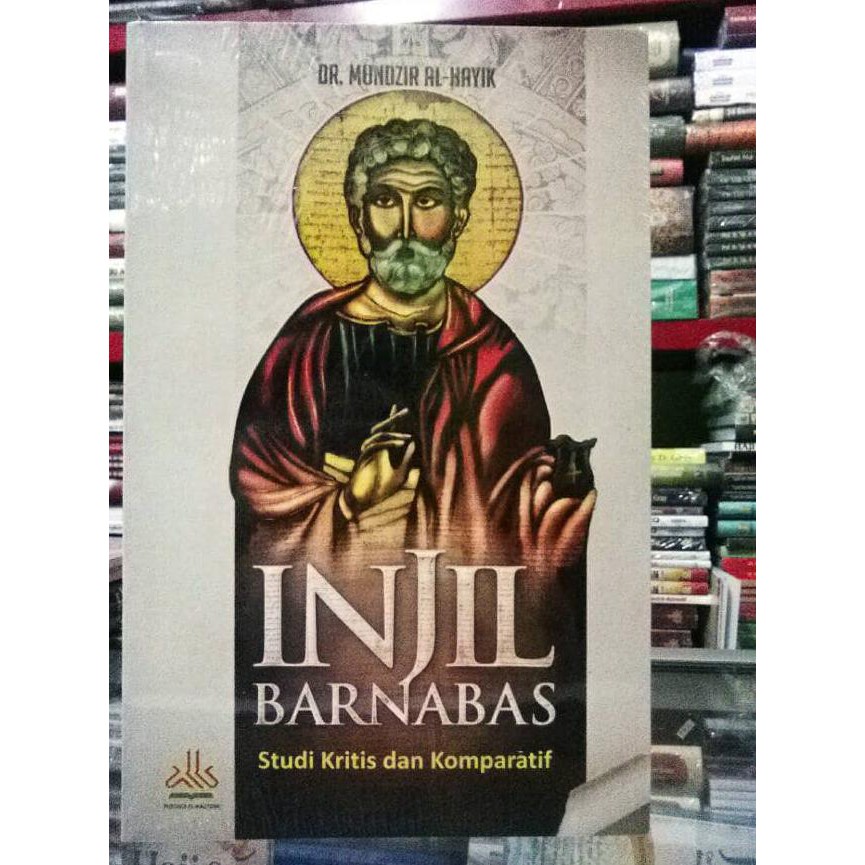 DR. MUNDZIR AL-HAYIK
INJIL
BARNABAS
Studi Kritis dan Komparatif